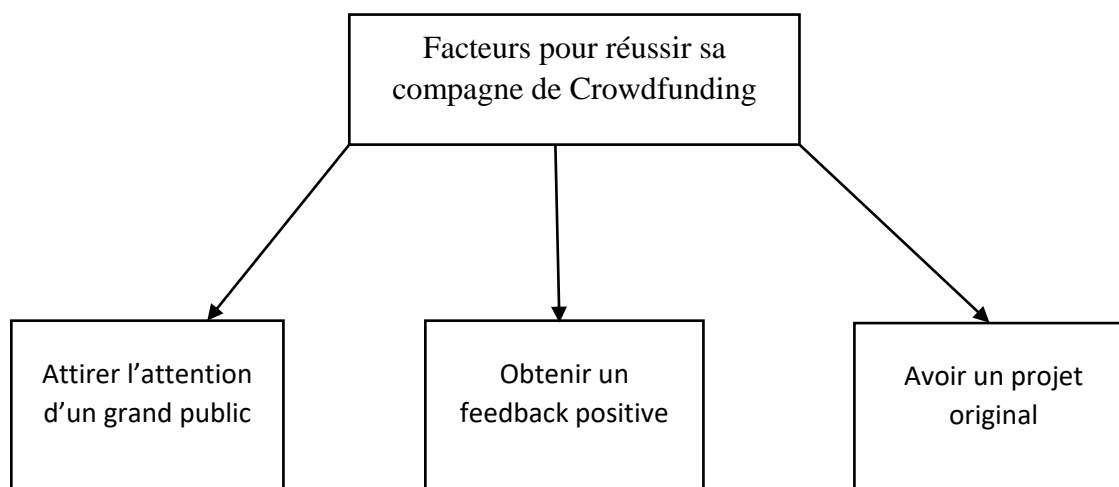 Facteurs pour réussir sa
compagne de Crowdfunding
Attirer l’attention
d’un grand public
Obtenir un
feedback positive
Avoir un projet
original